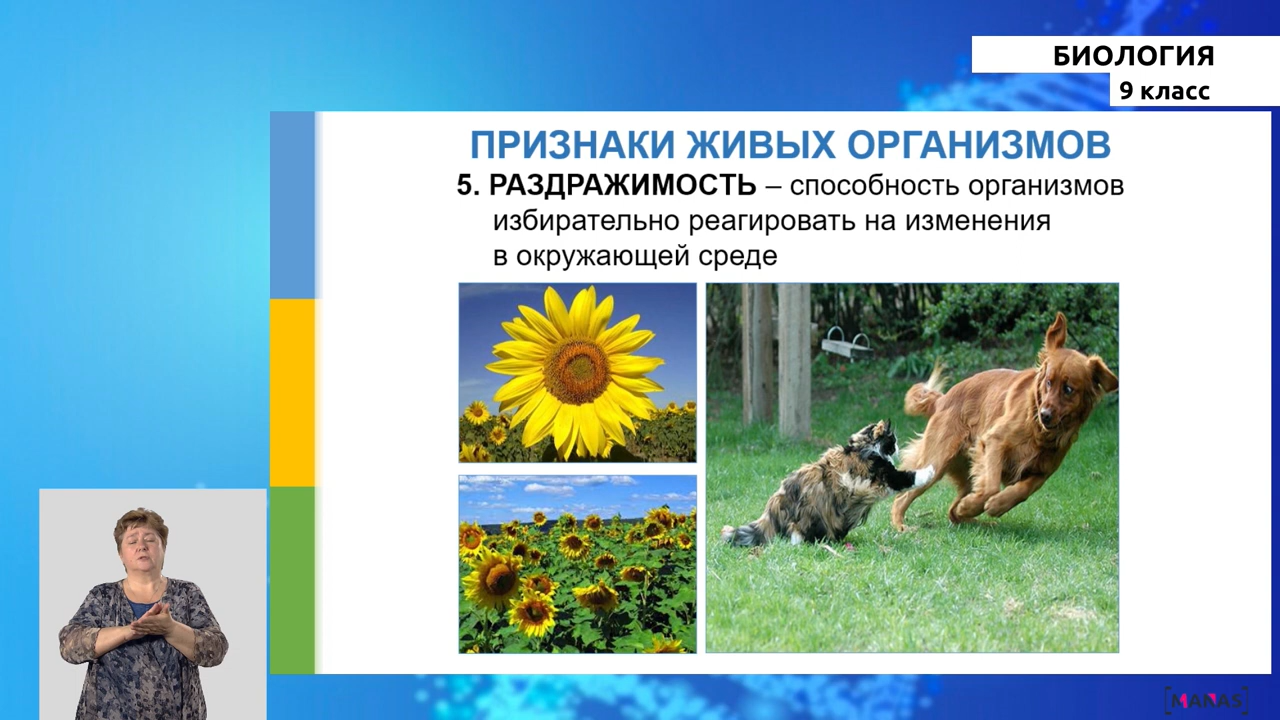 БИОЛОГИЯ
9 класс
ПРИЗНАКИ ЖИВЫХ ОРГАНИЗМОВ
5. РАЗДРАЖИМОСТЬ – способность организмов
избирательно реагировать на изменения
в окружающей среде
[MANAS]